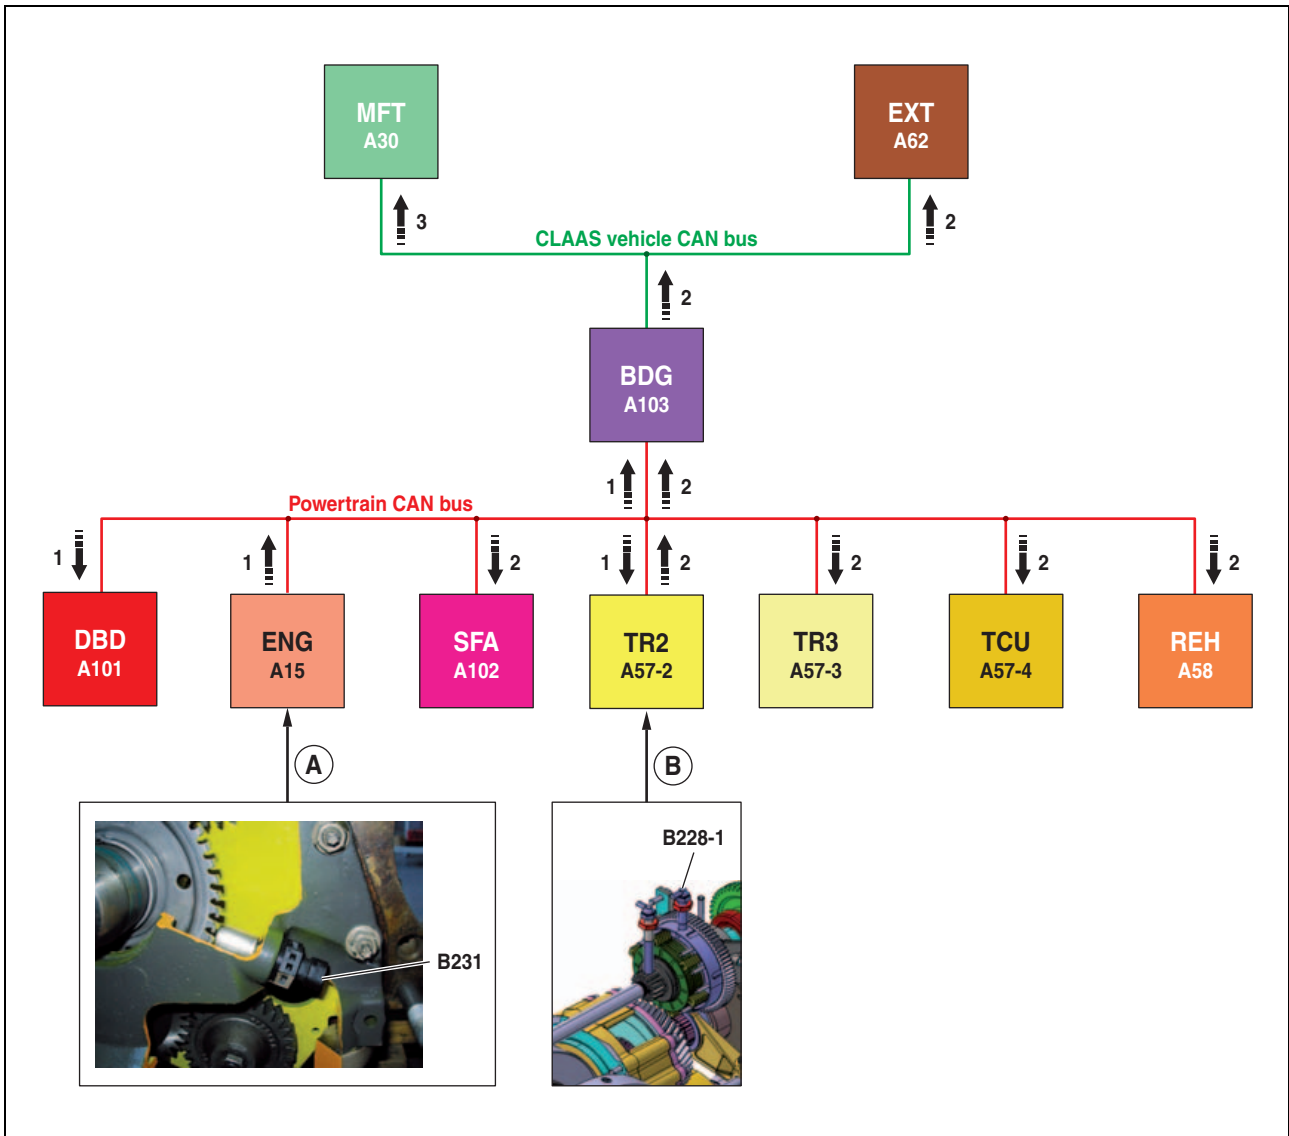 MFT
A30
EXT
A62
3
2
CLAAS vehicle CAN bus
2
BDG
A103
1
2
Powertrain CAN bus
1
1
2
1
2
2
2
2
DBD
A101
ENG
A15
SFA
A102
TR2
A57-2
TR3
A57-3
TCU
A57-4
REH
A58
A
B
B228-1
B231